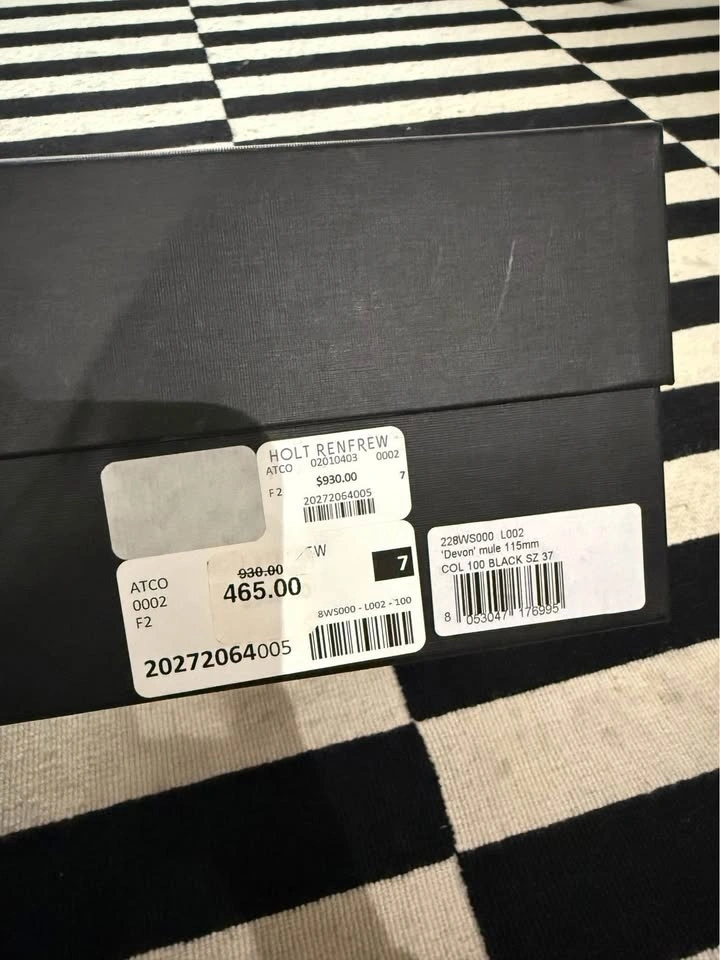 HOLT RENFREW
ATCO 02010403 0002
$930.00 7
F2
20272064005
EW
7
ATCO
0002
F2
930.00
465.00
8WS000 - L002 - 100
20272064005
228WS000 L002
'Devon' mule 115mm
COL 100 BLACK SZ 37
8 053047 176995